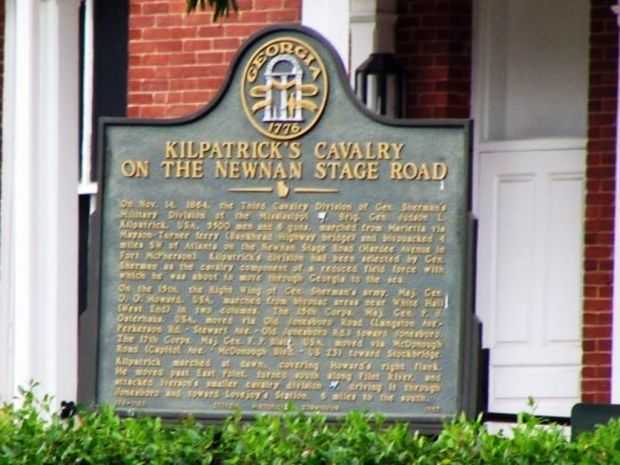 GEORGIA
1776
KILPATRICK'S CAVALRY
ON THE NEWNAN STAGE ROAD
On Nov. 14, 1864, the Third Cavalry Division of Gen. Sherman's
Military Division of the Mississippi Brig. Gen. Judson L.
Kilpatrick, USA, 5500 men and 6 guns, marched from Marietta via
Mayson-Turner ferry (Bankhead Highway bridge) and bivouacked 4
miles SW of Atlanta on the Newnan Stage Road (Hardee Avenue in
Fort McPherson). Kilpatrick's division had been selected by Gen.
Sherman as the cavalry component of a reduced field force with
which he was about to move through Georgia to the sea.
On the 15th, the Right Wing of Gen. Sherman's army, Maj. Gen.
O. O. Howard, USA, marched from bivouac areas near White Hall
(West End) in two columns. The 15th Corps, Maj. Gen. P. J.
Osterhaus, USA, moved via Old Jonesboro Road (Langston Ave.-
Perkerson Rd.- Stewart Ave.- Old Jonesboro Rd.) toward Jonesboro.
The 17th Corps, Maj. Gen. F. P. Blair, USA, moved via McDonough
Road (Capitol Ave.- McDonough Blvd.- US 23) toward Stockbridge.
Kilpatrick marched at dawn, covering Howard's right flank.
He moved past East Point, turned south along Flint River, and
attacked Iverson's smaller cavalry division driving it through
Jonesboro and toward Lovejoy's Station, 6 miles to the south.